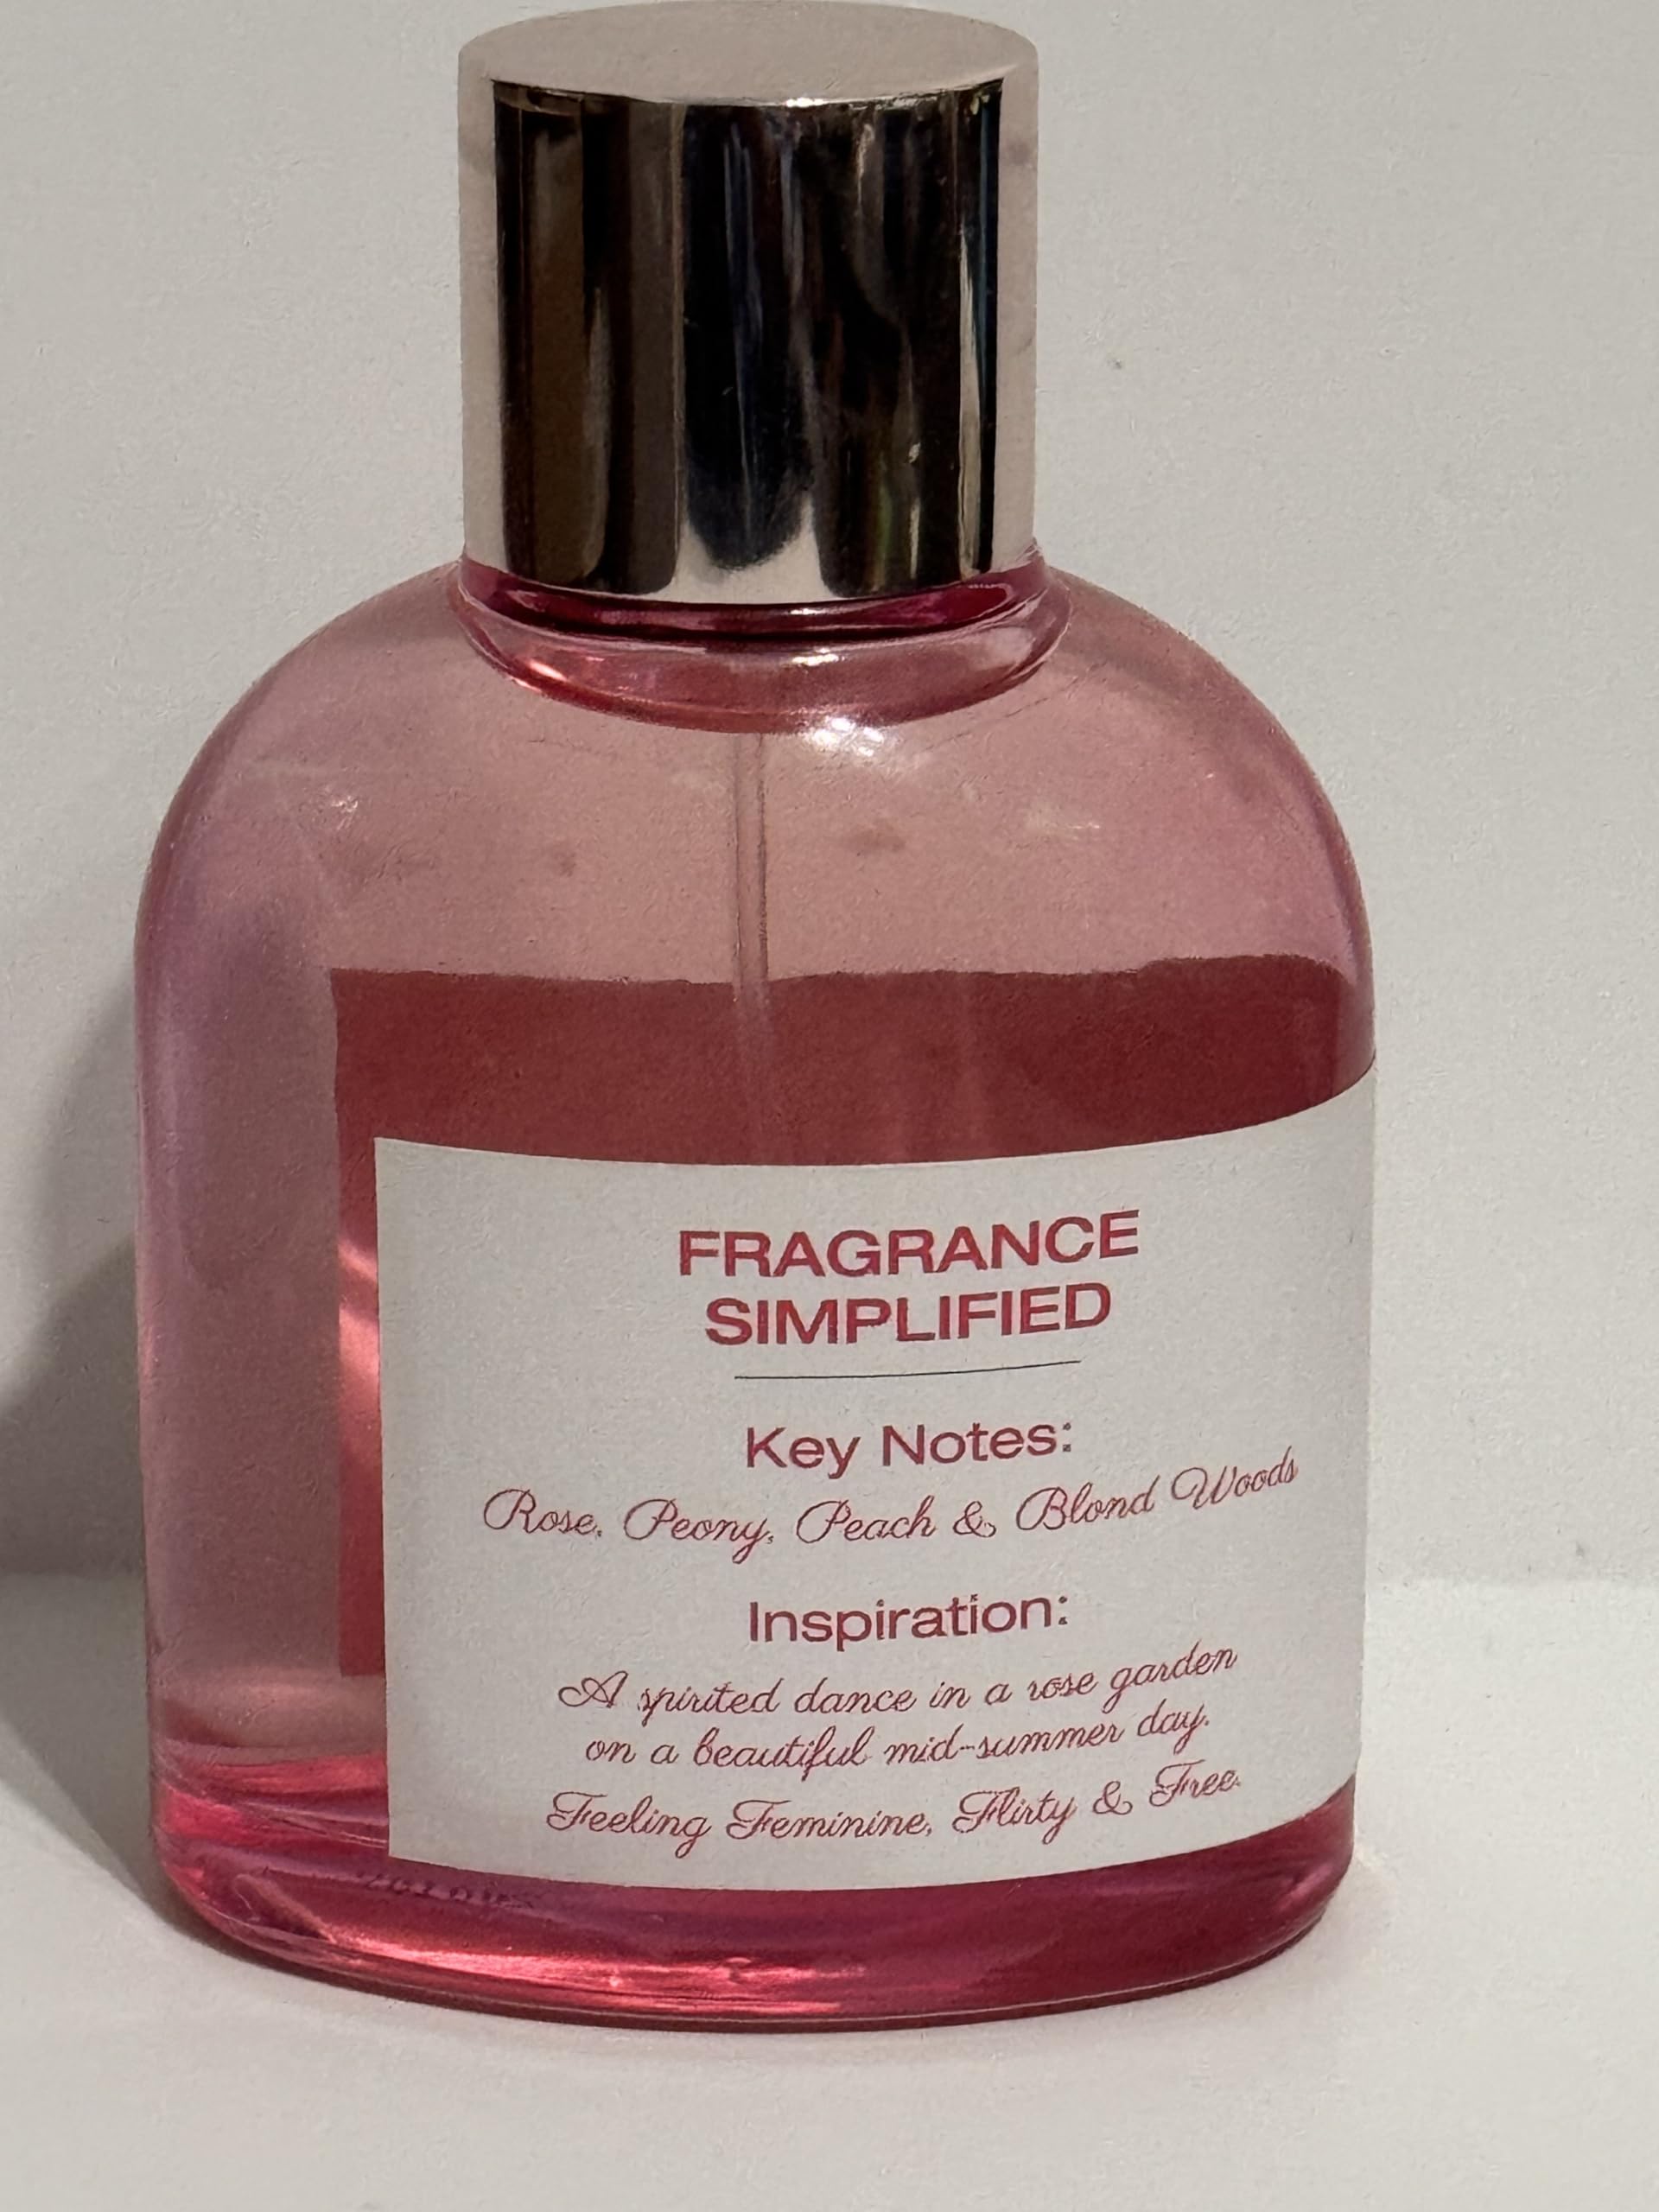 FRAGRANCE
SIMPLIFIED
Key Notes:
Rose, Peony, Peach & Blond Woods
Inspiration:
A spirited dance in a rose garden
on a beautiful mid-summer day.
Feeling Feminine, Flirty & Free.